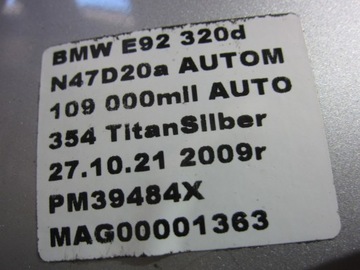 BMW E92 320d
N47D20a AUTOM
109 000mil AUTO
354 TitanSilber
27.10.21 2009r
PM39484X
MAG00001363